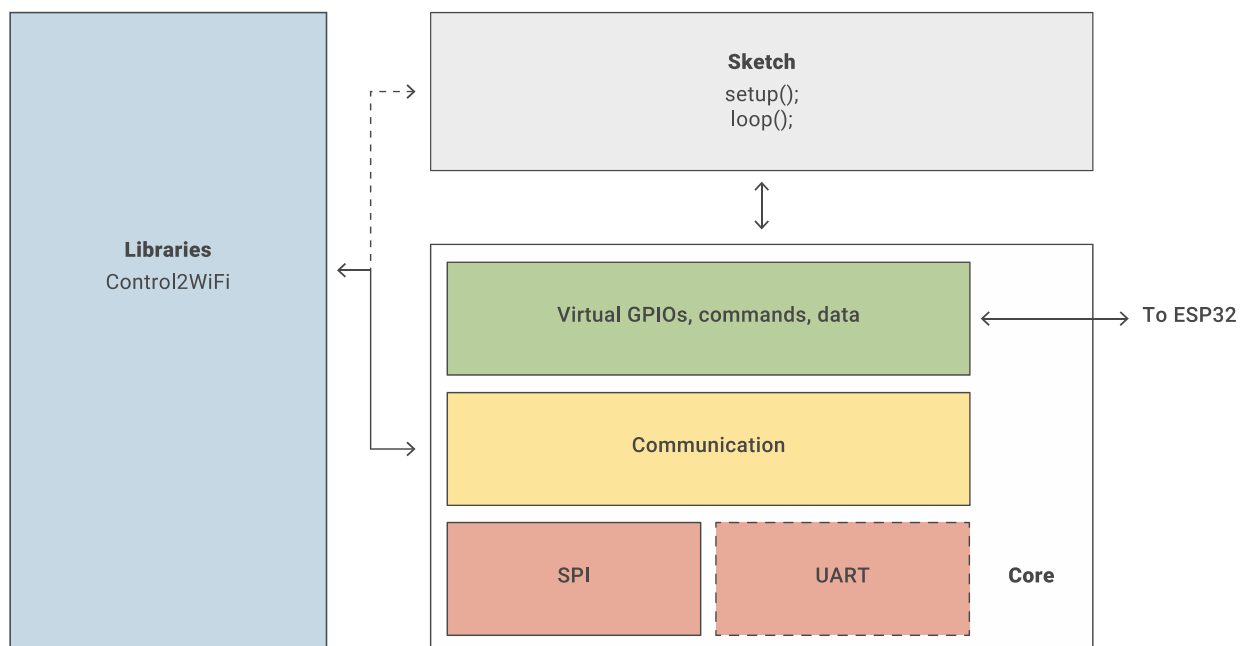 Libraries
Control2WiFi
Sketch
setup();
loop();
Virtual GPIOs, commands, data
To ESP32
Communication
SPI
UART
Core